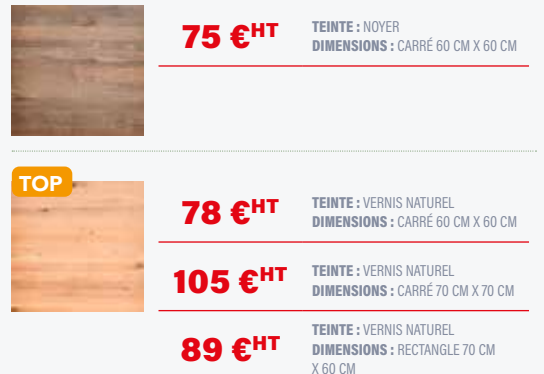 75 €HT
TEINTE : NOYER
DIMENSIONS : CARRÉ 60 CM X 60 CM
TOP
78 €HT
TEINTE : VERNIS NATUREL
DIMENSIONS : CARRÉ 60 CM X 60 CM
105 €HT
TEINTE : VERNIS NATUREL
DIMENSIONS : CARRÉ 70 CM X 70 CM
89 €HT
TEINTE : VERNIS NATUREL
DIMENSIONS : RECTANGLE 70 CM
X 60 CM